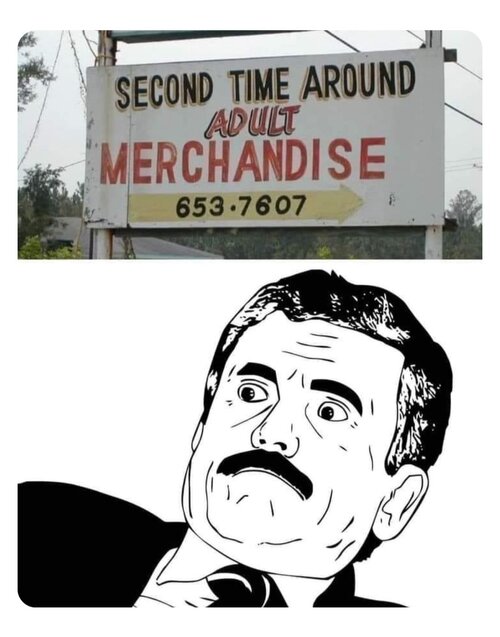 SECOND TIME AROUND
ADULT
MERCHANDISE
653-7607